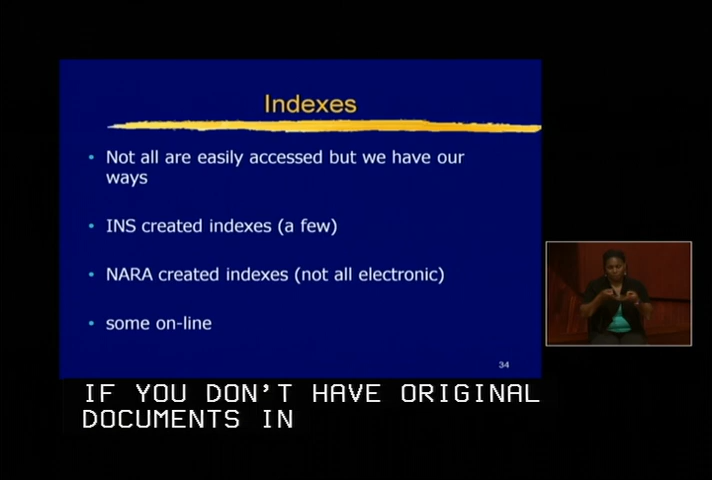 Indexes
• Not all are easily accessed but we have our
ways
• INS created indexes (a few)
• NARA created indexes (not all electronic)
• some on-line
34
IF YOU DON'T HAVE ORIGINAL
DOCUMENTS IN